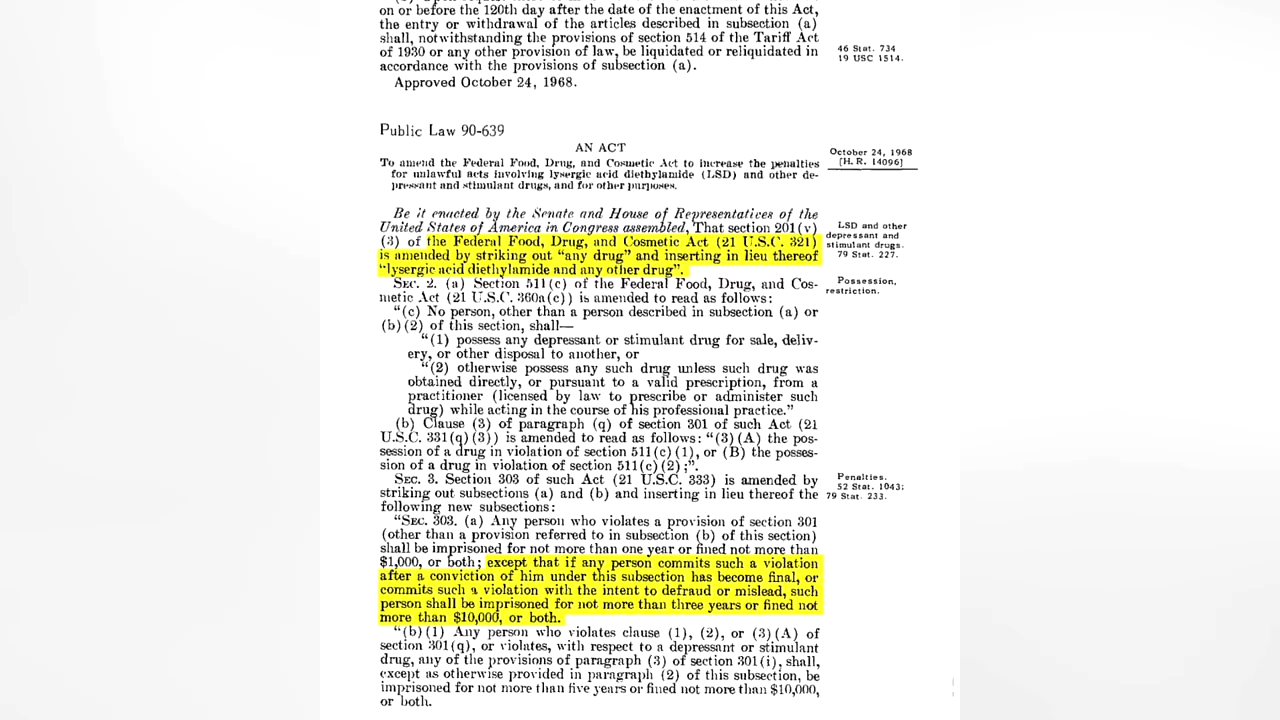 on or before the 120th day after the date of the enactment of this Act,
the entry or withdrawal of the articles described in subsection (a)
shall, notwithstanding the provisions of section 514 of the Tariff Act
of 1930 or any other provision of law, be liquidated or reliquidated in
accordance with the provisions of subsection (a).
46 Stat. 734
19 USC 1514.
Approved October 24, 1968.
Public Law 90-639
AN ACT
October 24, 1968
[H. R. 14096]
To amend the Federal Food, Drug, and Cosmetic Act to increase the penalties
for unlawful acts involving lysergic acid diethylamide (LSD) and other de-
pressant and stimulant drugs, and for other purposes.
Be it enacted by the Senate and House of Representatives of the
United States of America in Congress assembled, That section 201(v)
(3) of the Federal Food, Drug, and Cosmetic Act (21 U.S.C. 321)
is amended by striking out "any drug" and inserting in lieu thereof
"lysergic acid diethylamide and any other drug".
LSD and other
depressant and
stimulant drugs.
79 Stat. 227.
SEC. 2. (a) Section 511(c) of the Federal Food, Drug, and Cos-
metic Act (21 U.S.C. 360a(c)) is amended to read as follows:
Possession,
restriction.
"(c) No person, other than a person described in subsection (a) or
(b)(2) of this section, shall—
"(1) possess any depressant or stimulant drug for sale, deliv-
ery, or other disposal to another, or
"(2) otherwise possess any such drug unless such drug was
obtained directly, or pursuant to a valid prescription, from a
practitioner (licensed by law to prescribe or administer such
drug) while acting in the course of his professional practice."
(b) Clause (3) of paragraph (q) of section 301 of such Act (21
U.S.C. 331(q)(3)) is amended to read as follows: "(3)(A) the pos-
session of a drug in violation of section 511(c)(1), or (B) the posses-
sion of a drug in violation of section 511(c)(2);".
SEC. 3. Section 303 of such Act (21 U.S.C. 333) is amended by
striking out subsections (a) and (b) and inserting in lieu thereof the
following new subsections:
Penalties.
52 Stat. 1043;
79 Stat. 233.
"SEC. 303. (a) Any person who violates a provision of section 301
(other than a provision referred to in subsection (b) of this section)
shall be imprisoned for not more than one year or fined not more than
$1,000, or both; except that if any person commits such a violation
after a conviction of him under this subsection has become final, or
commits such a violation with the intent to defraud or mislead, such
person shall be imprisoned for not more than three years or fined not
more than $10,000, or both.
"(b)(1) Any person who violates clause (1), (2), or (3)(A) of
section 301(q), or violates, with respect to a depressant or stimulant
drug, any of the provisions of paragraph (3) of section 301(i), shall,
except as otherwise provided in paragraph (2) of this subsection, be
imprisoned for not more than five years or fined not more than $10,000,
or both.